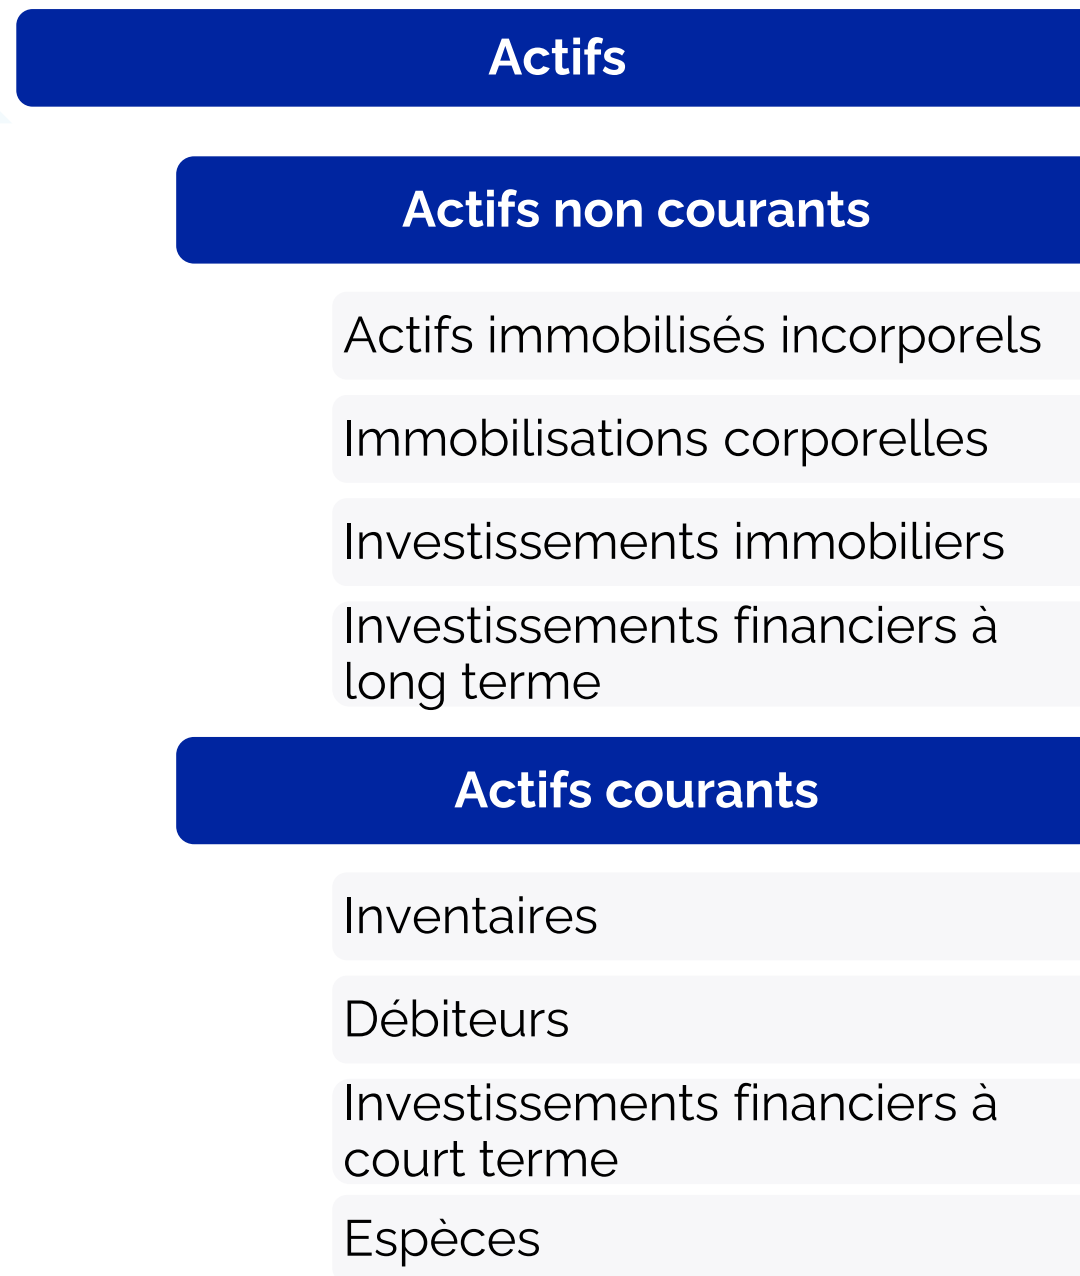 Actifs
Actifs non courants
Actifs immobilisés incorporels
Immobilisations corporelles
Investissements immobiliers
Investissements financiers à
long terme
Actifs courants
Inventaires
Débiteurs
Investissements financiers à
court terme
Espèces